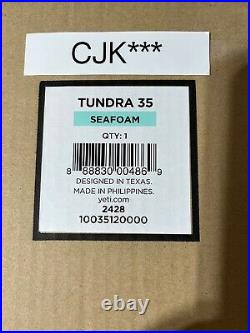 CJK***
TUNDRA 35
SEAFOAM
QTY: 1
8 88830 00486 9
DESIGNED IN TEXAS.
MADE IN PHILIPPINES.
yeti.com
2428
10035120000